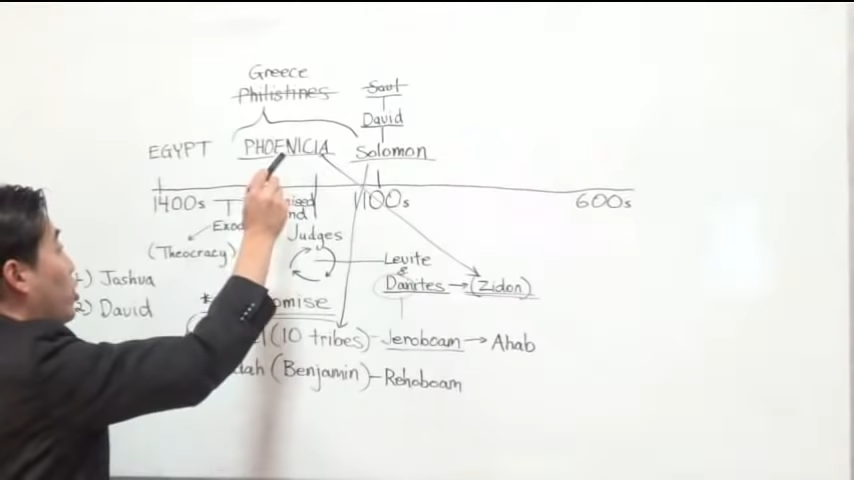 Greece
Philistines
Saul
David
EGYPT PHOENICIA Solomon
1400s 1100s 600s
Judges
(Theocracy)
Levite
&
1) Joshua
Danites → (Zidon)
2) David
(10 tribes) - Jeroboam → Ahab
(Benjamin) - Rehoboam